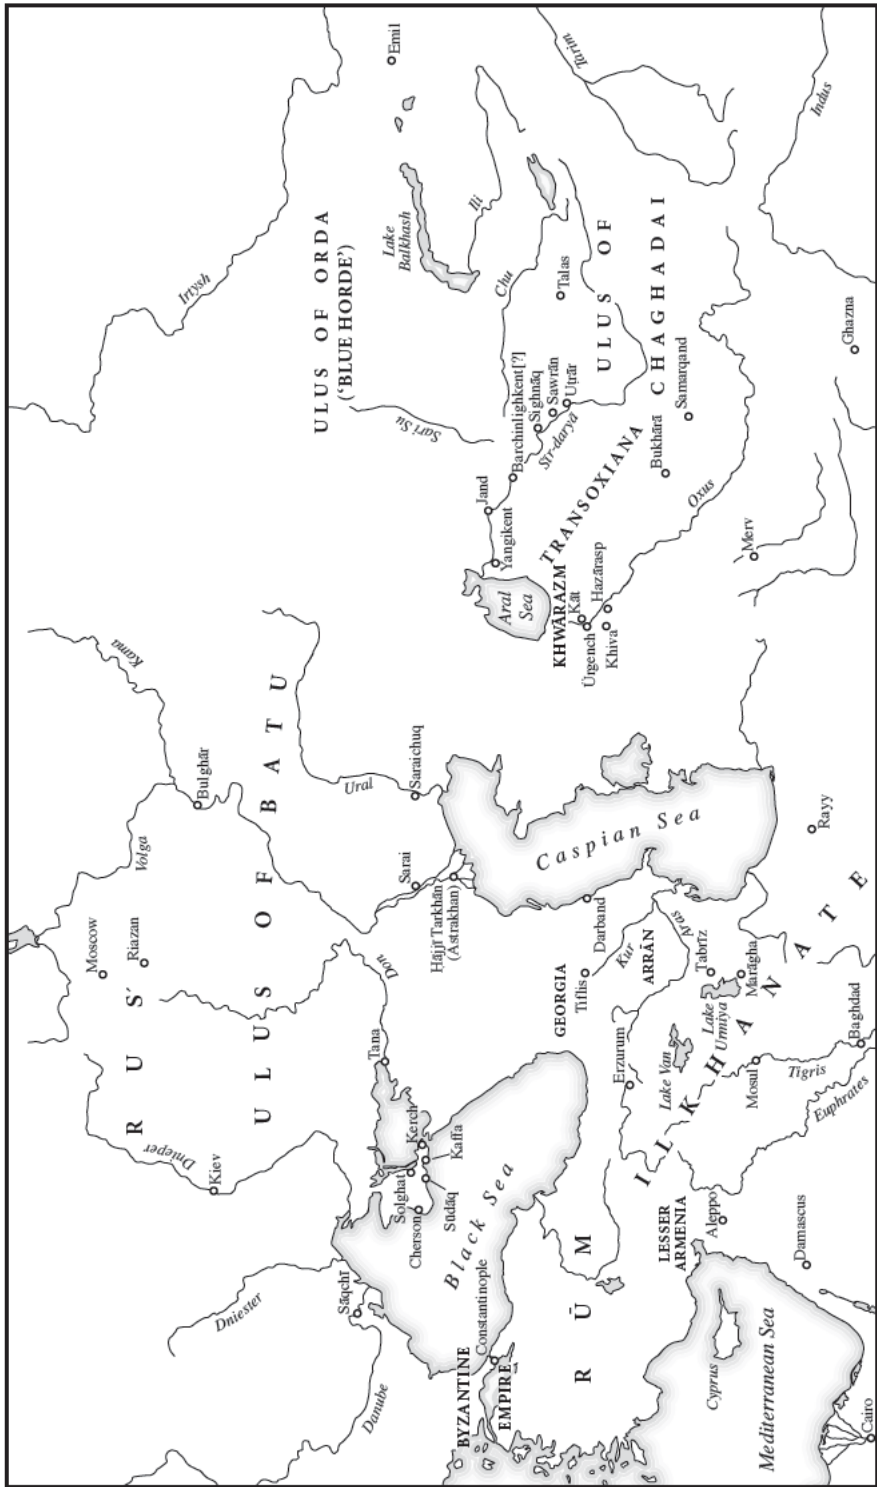 RUS´
ULUS OF BATU
ULUS OF ORDA
(‘BLUE HORDE’)
Moscow
Riazan
Volga
Kama
Bulghār
Irtysh
Emil
Dnieper
Kiev
Dniester
Danube
Sāqchī
Don
Tana
Ural
Sarai
Saraichuq
Hājjī Tarkhān
(Astrakhan)
Sari Su
Lake
Balkhash
Ili
Chu
Talas
Tarim
Indus
Kerch
Kaffa
Solghat
Sūdāq
Cherson
Black Sea
Constantinople
BYZANTINE
EMPIRE
Caspian Sea
Aral
Sea
Yangikent
Jand
Barchinlighkent[?]
Sighnāq
Sawrān
Uṭrār
Sīr-daryā
TRANSOXIANA
ULUS OF
CHAGHADAI
KHWĀRAZM
Kāt
Hazārasp
Ürgench
Khiva
Bukhārā
Samarqand
Oxus
Merv
Ghazna
GEORGIA
Tiflis
Darband
Kur
ARRĀN
Aras
Erzurum
Tabrīz
Marāgha
Lake
Urmiya
Lake Van
Mosul
Tigris
Euphrates
Baghdad
Rayy
ILKHANATE
RŪM
LESSER
ARMENIA
Aleppo
Damascus
Cyprus
Mediterranean Sea
Cairo